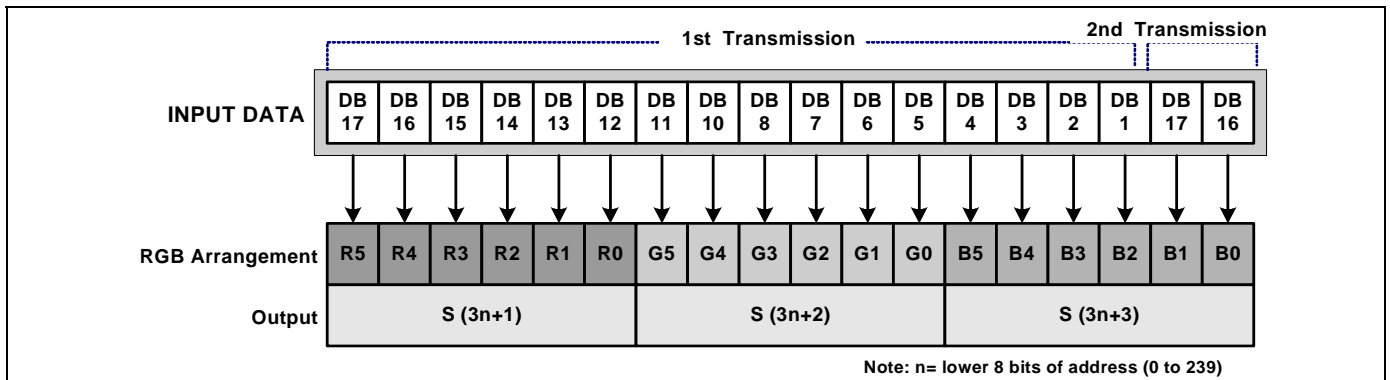 1st Transmission 2nd Transmission
INPUT DATA DB 17 DB 16 DB 15 DB 14 DB 13 DB 12 DB 11 DB 10 DB 8 DB 7 DB 6 DB 5 DB 4 DB 3 DB 2 DB 1 DB 17 DB 16
RGB Arrangement R5 R4 R3 R2 R1 R0 G5 G4 G3 G2 G1 G0 B5 B4 B3 B2 B1 B0
Output S (3n+1) S (3n+2) S (3n+3)
Note: n= lower 8 bits of address (0 to 239)